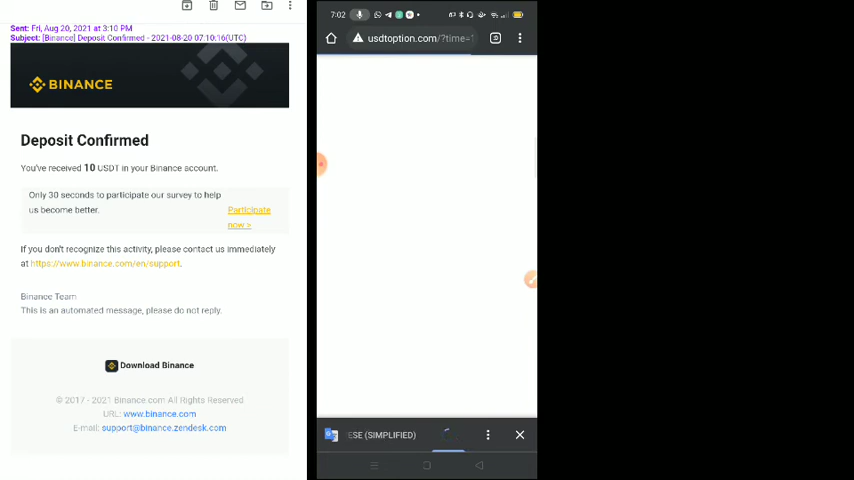 Sent: Fri, Aug 20, 2021 at 3:10 PM
Subject: [Binance] Deposit Confirmed - 2021-08-20 07:10:16(UTC)
BINANCE
Deposit Confirmed
You've received 10 USDT in your Binance account.
Only 30 seconds to participate our survey to help
us become better.
Participate
now >
If you don't recognize this activity, please contact us immediately
at https://www.binance.com/en/support.
Binance Team
This is an automated message, please do not reply.
Download Binance
© 2017 - 2021 Binance.com All Rights Reserved
URL: www.binance.com
E-mail: support@binance.zendesk.com
7:02
usdtoption.com/?time=1
ESE (SIMPLIFIED)